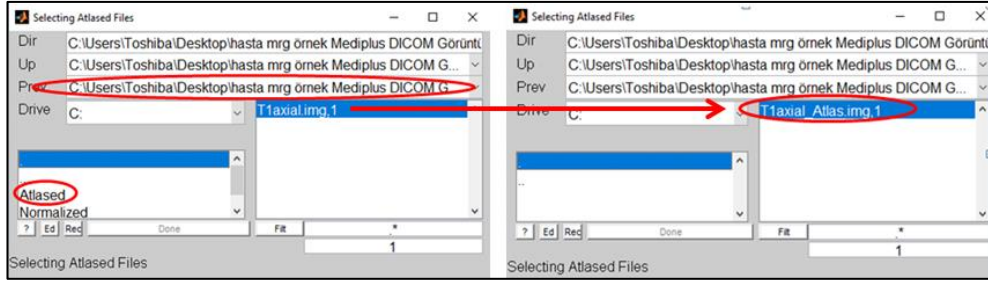 Selecting Atlased Files
Dir C:\Users\Toshiba\Desktop\hasta mrg örnek Mediplus DICOM Görüntü
Up C:\Users\Toshiba\Desktop\hasta mrg örnek Mediplus DICOM G...
Prev C:\Users\Toshiba\Desktop\hasta mrg örnek Mediplus DICOM G...
Drive C:
T1axial.img,1
.
..
Atlased
Normalized
? Ed Rec Done Filt .*
1
Selecting Atlased Files
Selecting Atlased Files
Dir C:\Users\Toshiba\Desktop\hasta mrg örnek Mediplus DICOM Görüntü
Up C:\Users\Toshiba\Desktop\hasta mrg örnek Mediplus DICOM G...
Prev C:\Users\Toshiba\Desktop\hasta mrg örnek Mediplus DICOM G...
Drive C:
T1axial_Atlas.img,1
.
..
? Ed Rec Done Filt .*
1
Selecting Atlased Files